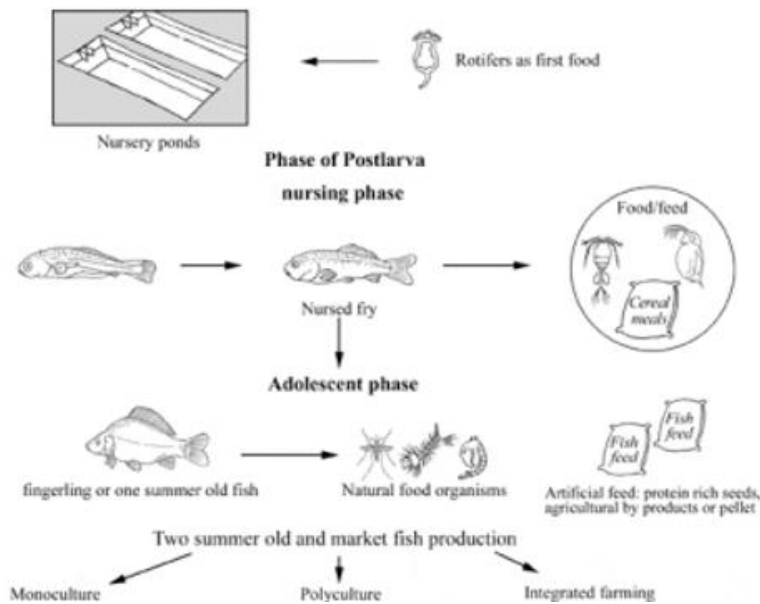 Rotifers as first food
Nursery ponds
Phase of Postlarva
nursing phase
Food/feed
Cereal
meals
Nursed fry
Adolescent phase
Fish
feed
Fish
feed
fingerling or one summer old fish
Natural food organisms
Artificial feed: protein rich seeds,
agricultural by products or pellet
Two summer old and market fish production
Monoculture
Polyculture
Integrated farming